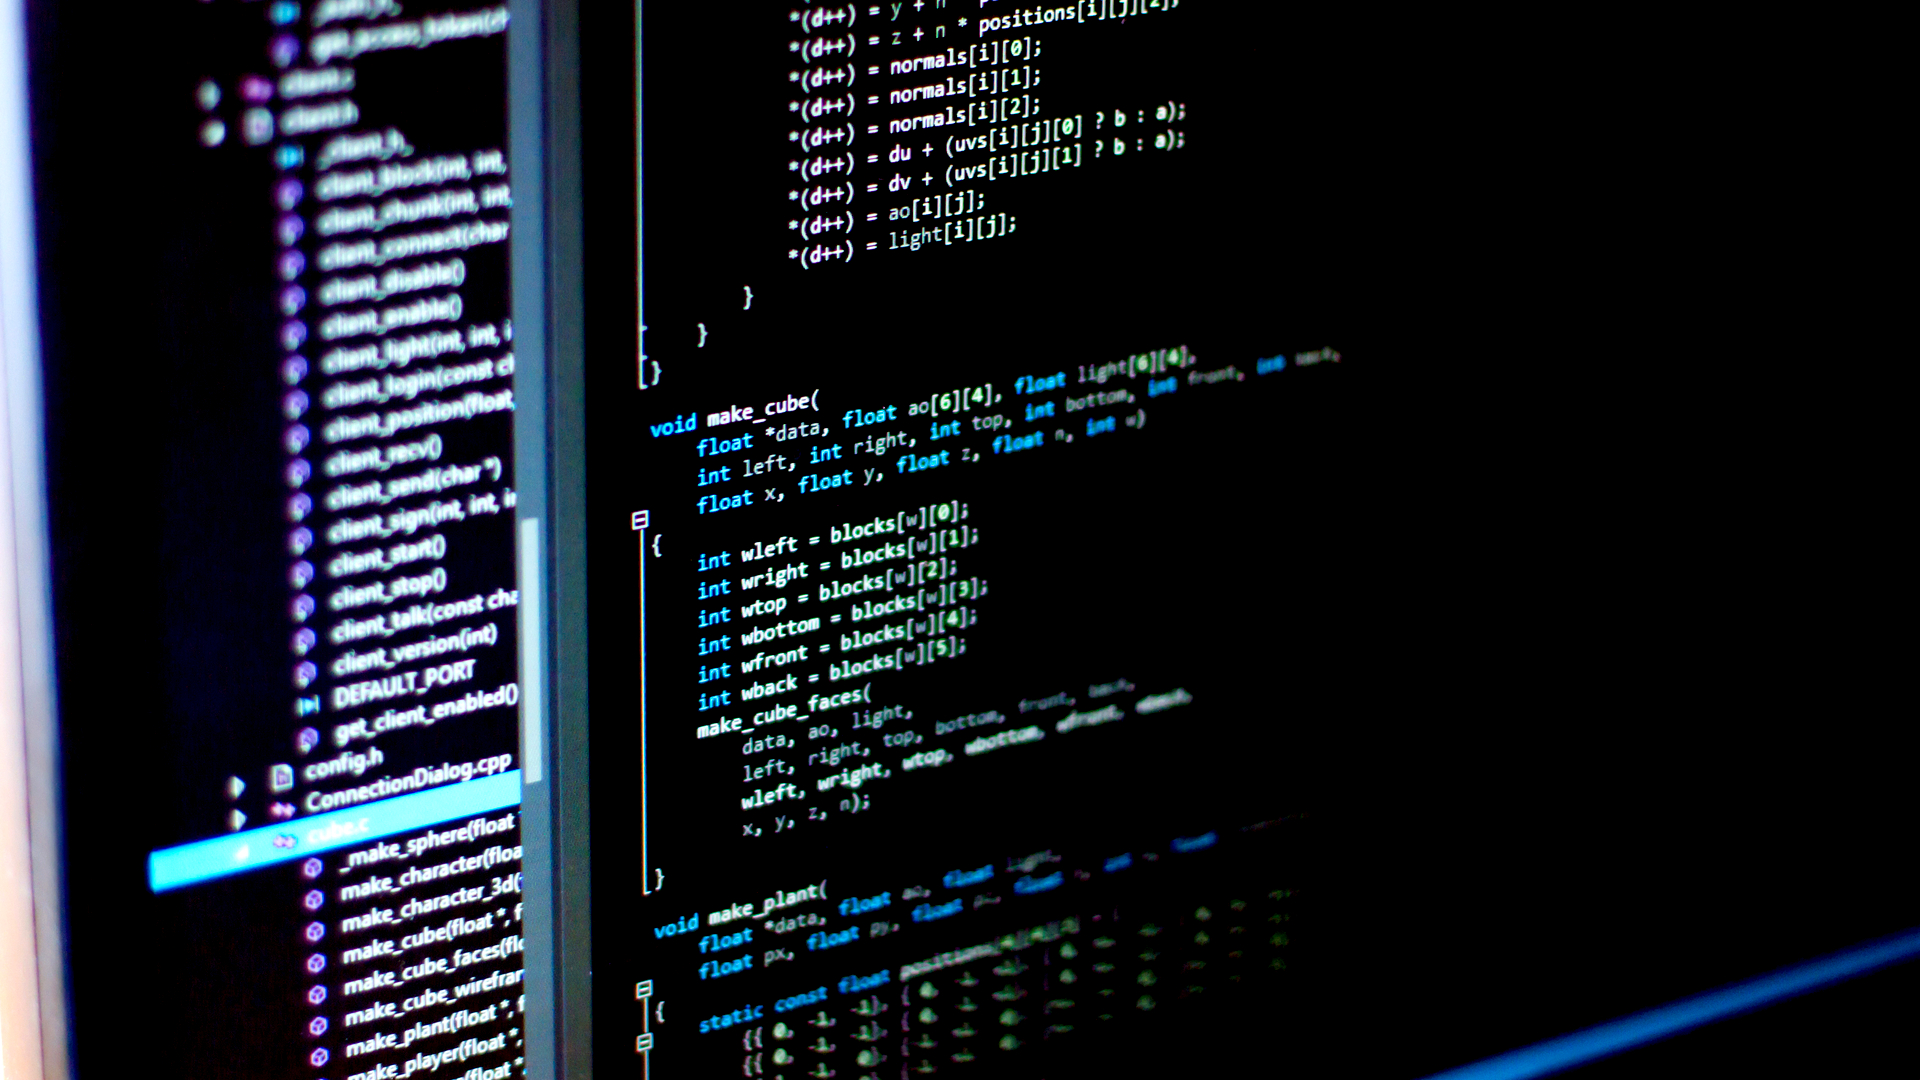 get_access_token(
client.c
client.h
_client_h_
client_block(int, int,
client_chunk(int, int,
client_connect(char
client_disable()
client_enable()
client_light(int, int, i
client_login(const c
client_position(float,
client_recv()
client_send(char *)
client_sign(int, int, i
client_start()
client_stop()
client_talk(const cha
client_version(int)
DEFAULT_PORT
get_client_enabled()
config.h
ConnectionDialog.cpp
cube.c
_make_sphere(float
make_character(floa
make_character_3d(
make_cube(float *, f
make_cube_faces(flo
make_cube_wirefran
make_plant(float *, f
make_player(float *,
(float *,
*(d++) = y + n
*(d++) = z + n * positions[i][j][2];
*(d++) = normals[i][0];
*(d++) = normals[i][1];
*(d++) = normals[i][2];
*(d++) = du + (uvs[i][j][0] ? b : a);
*(d++) = dv + (uvs[i][j][1] ? b : a);
*(d++) = ao[i][j];
*(d++) = light[i][j];
}
}
}
void make_cube(
float *data, float ao[6][4], float light[6][4],
int left, int right, int top, int bottom, int front, int back,
float x, float y, float z, float n, int w)
{
int wleft = blocks[w][0];
int wright = blocks[w][1];
int wtop = blocks[w][2];
int wbottom = blocks[w][3];
int wfront = blocks[w][4];
int wback = blocks[w][5];
make_cube_faces(
data, ao, light,
left, right, top, bottom, front, back,
wleft, wright, wtop, wbottom, wfront, wback,
x, y, z, n);
}
void make_plant(
float *data, float ao, float light,
float px, float py, float pz, float n, int w, float
{
static const float positions[4][4][3] = {
{{ 0, -1, -1}, {
{{ 0, -1, 0}, {